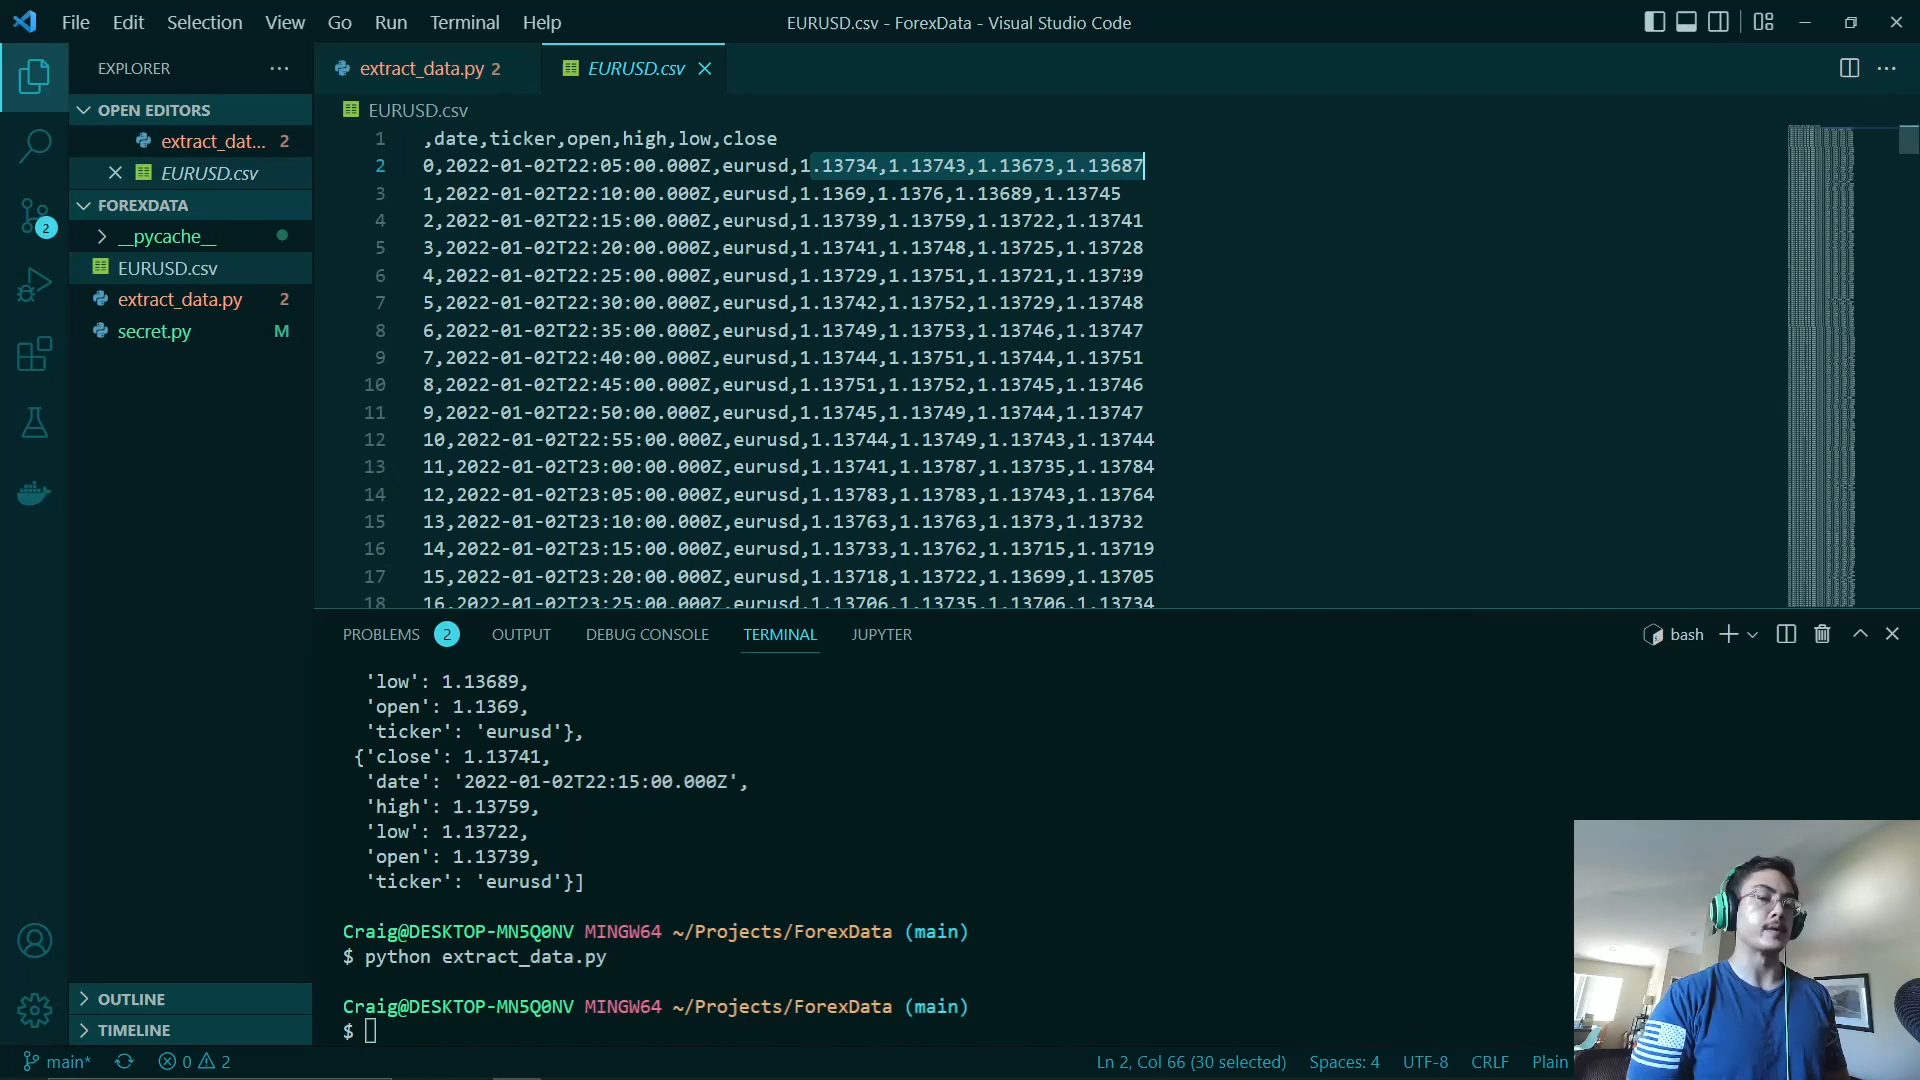 File Edit Selection View Go Run Terminal Help
EURUSD.csv - ForexData - Visual Studio Code
EXPLORER
OPEN EDITORS
extract_dat... 2
EURUSD.csv
FOREXDATA
__pycache__
EURUSD.csv
extract_data.py 2
secret.py M
OUTLINE
TIMELINE
2
extract_data.py 2
EURUSD.csv
EURUSD.csv
1 ,date,ticker,open,high,low,close
2 0,2022-01-02T22:05:00.000Z,eurusd,1.13734,1.13743,1.13673,1.13687
3 1,2022-01-02T22:10:00.000Z,eurusd,1.1369,1.1376,1.13689,1.13745
4 2,2022-01-02T22:15:00.000Z,eurusd,1.13739,1.13759,1.13722,1.13741
5 3,2022-01-02T22:20:00.000Z,eurusd,1.13741,1.13748,1.13725,1.13728
6 4,2022-01-02T22:25:00.000Z,eurusd,1.13729,1.13751,1.13721,1.13739
7 5,2022-01-02T22:30:00.000Z,eurusd,1.13742,1.13752,1.13729,1.13748
8 6,2022-01-02T22:35:00.000Z,eurusd,1.13749,1.13753,1.13746,1.13747
9 7,2022-01-02T22:40:00.000Z,eurusd,1.13744,1.13751,1.13744,1.13751
10 8,2022-01-02T22:45:00.000Z,eurusd,1.13751,1.13752,1.13745,1.13746
11 9,2022-01-02T22:50:00.000Z,eurusd,1.13745,1.13749,1.13744,1.13747
12 10,2022-01-02T22:55:00.000Z,eurusd,1.13744,1.13749,1.13743,1.13744
13 11,2022-01-02T23:00:00.000Z,eurusd,1.13741,1.13787,1.13735,1.13784
14 12,2022-01-02T23:05:00.000Z,eurusd,1.13783,1.13783,1.13743,1.13764
15 13,2022-01-02T23:10:00.000Z,eurusd,1.13763,1.13763,1.1373,1.13732
16 14,2022-01-02T23:15:00.000Z,eurusd,1.13733,1.13762,1.13715,1.13719
17 15,2022-01-02T23:20:00.000Z,eurusd,1.13718,1.13722,1.13699,1.13705
18 16,2022-01-02T23:25:00.000Z,eurusd,1.13706,1.13735,1.13706,1.13734
PROBLEMS 2 OUTPUT DEBUG CONSOLE TERMINAL JUPYTER
bash
'low': 1.13689,
'open': 1.1369,
'ticker': 'eurusd'},
{'close': 1.13741,
'date': '2022-01-02T22:15:00.000Z',
'high': 1.13759,
'low': 1.13722,
'open': 1.13739,
'ticker': 'eurusd'}]
Craig@DESKTOP-MN5Q0NV MINGW64 ~/Projects/ForexData (main)
$ python extract_data.py
Craig@DESKTOP-MN5Q0NV MINGW64 ~/Projects/ForexData (main)
$
main* 0 2
Ln 2, Col 66 (30 selected) Spaces: 4 UTF-8 CRLF Plain